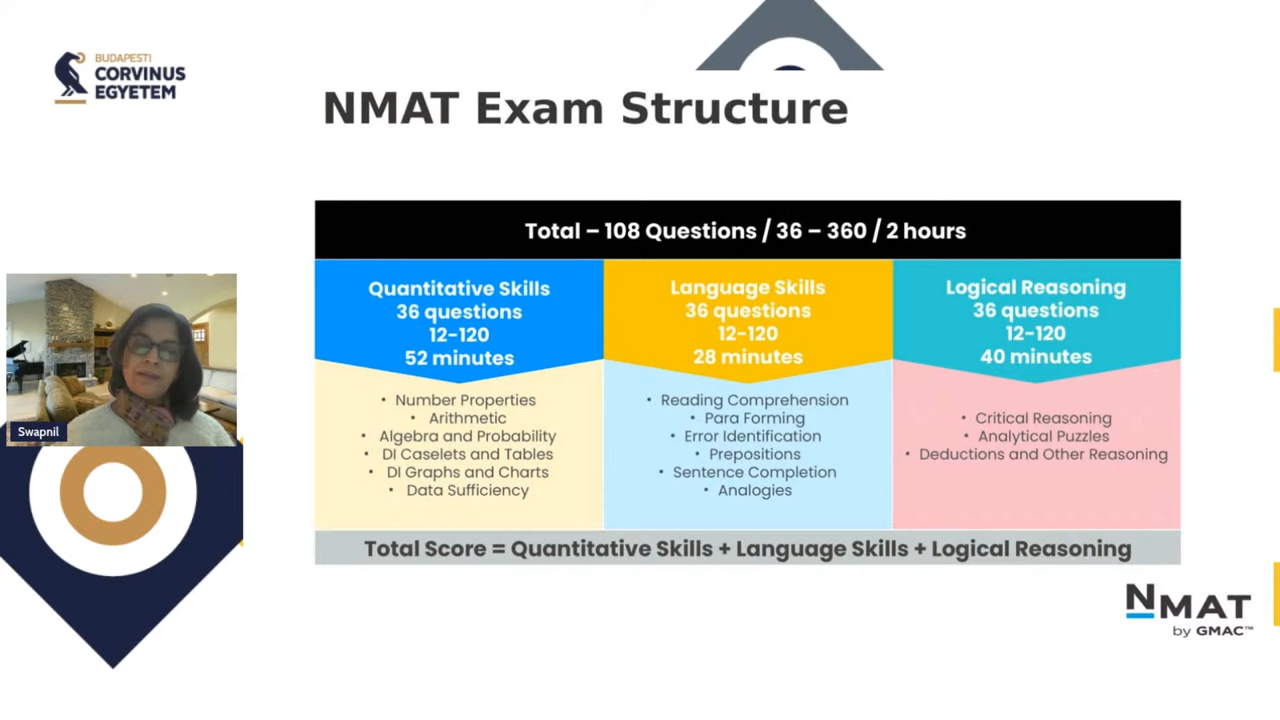 BUDAPESTI
CORVINUS
EGYETEM
NMAT Exam Structure
Total – 108 Questions / 36 – 360 / 2 hours
Quantitative Skills
36 questions
12-120
52 minutes
• Number Properties
• Arithmetic
• Algebra and Probability
• DI Caselets and Tables
• DI Graphs and Charts
• Data Sufficiency
Language Skills
36 questions
12-120
28 minutes
• Reading Comprehension
• Para Forming
• Error Identification
• Prepositions
• Sentence Completion
• Analogies
Logical Reasoning
36 questions
12-120
40 minutes
• Critical Reasoning
• Analytical Puzzles
• Deductions and Other Reasoning
Total Score = Quantitative Skills + Language Skills + Logical Reasoning
Swapnil
NMAT
by GMAC™